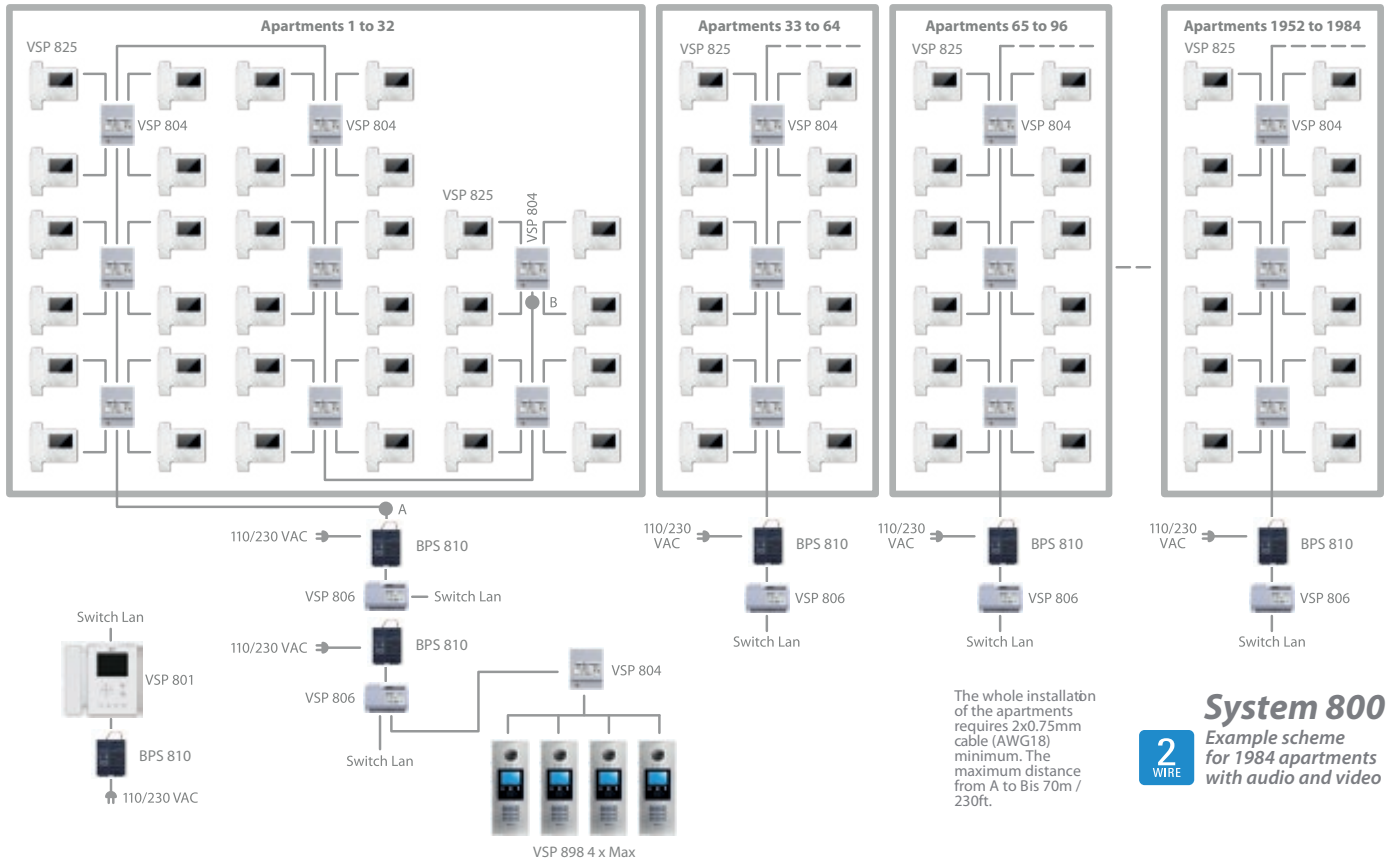 Apartments 1 to 32
Apartments 33 to 64
Apartments 65 to 96
Apartments 1952 to 1984
VSP 825
VSP 825
VSP 825
VSP 825
VSP 804
VSP 804
VSP 804
VSP 804
VSP 804
VSP 825
VSP 804
B
A
110/230 VAC
BPS 810
110/230
VAC
BPS 810
110/230
VAC
BPS 810
110/230
VAC
BPS 810
VSP 806
Switch Lan
VSP 806
VSP 806
VSP 806
Switch Lan
Switch Lan
Switch Lan
Switch Lan
110/230 VAC
BPS 810
VSP 801
VSP 806
VSP 804
Switch Lan
BPS 810
110/230 VAC
VSP 898 4 x Max
The whole installation
of the apartments
requires 2x0.75mm
cable (AWG18)
minimum. The
maximum distance
from A to Bis 70m /
230ft.
2
WIRE
System 800
Example scheme
for 1984 apartments
with audio and video